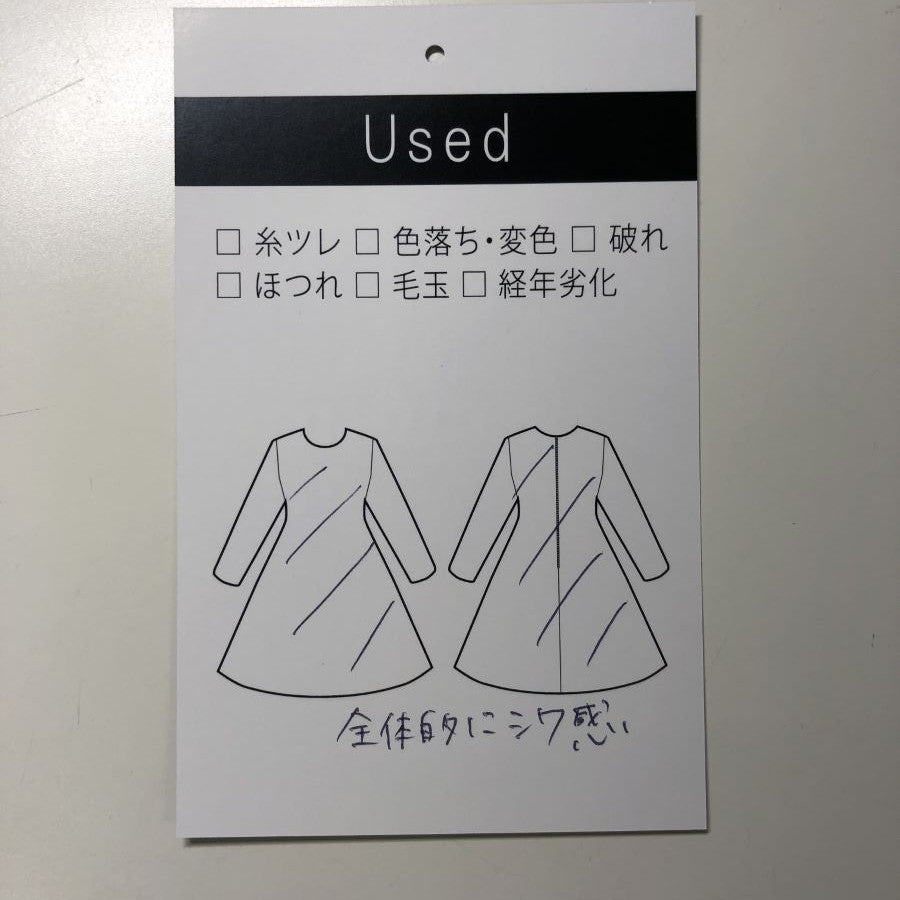 Used
□ 糸ツレ □ 色落ち・変色 □ 破れ
□ ほつれ □ 毛玉 □ 経年劣化
全体的にシワ感